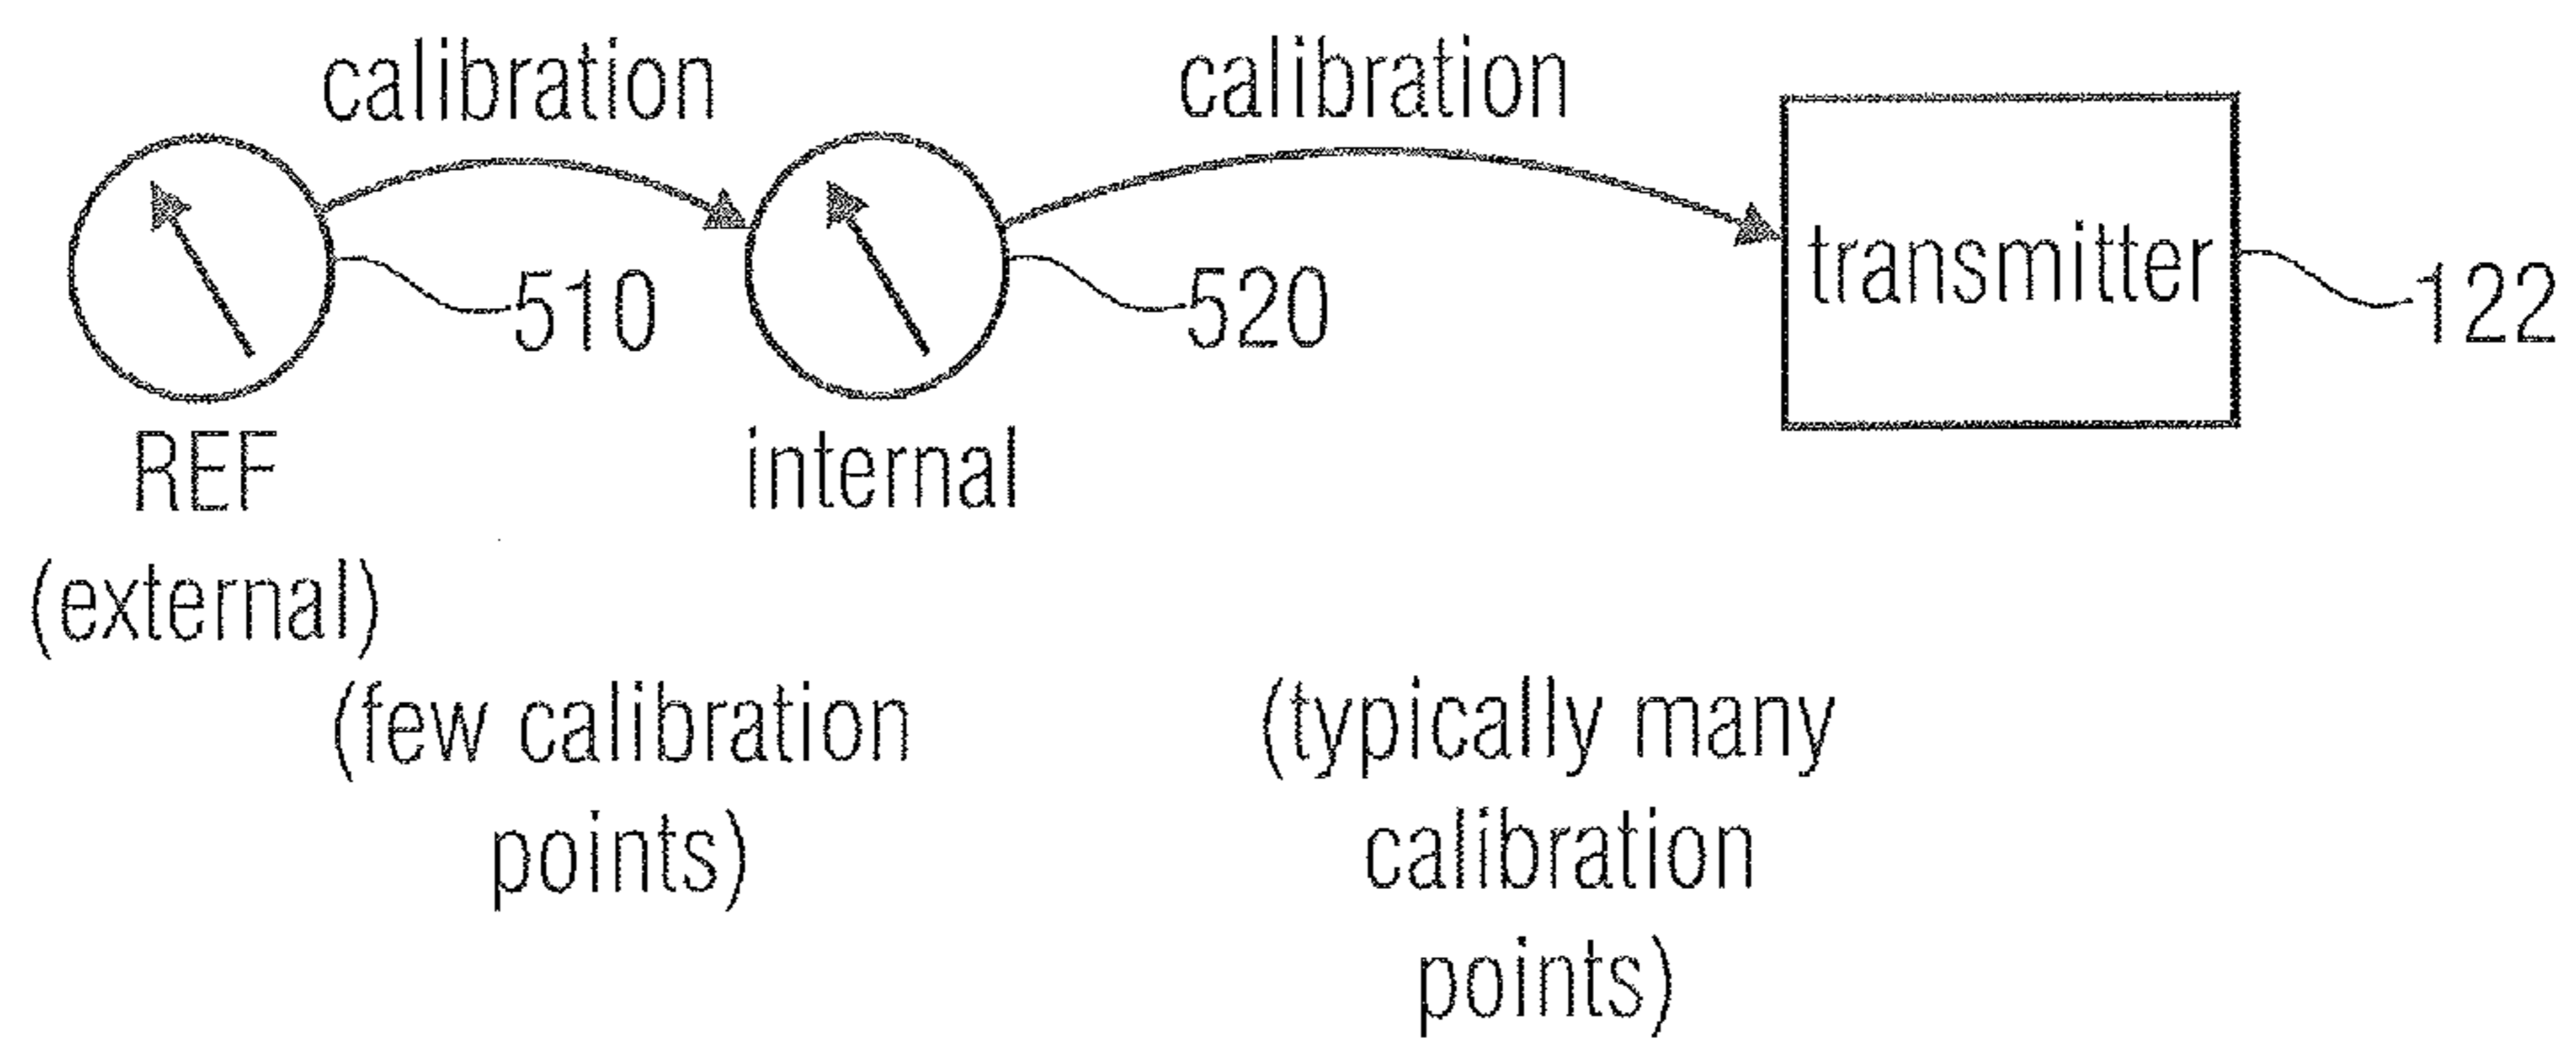 calibration
calibration
transmitter
510
520
122
REF
(external)
internal
(few calibration
points)
(typically many
calibration
points)